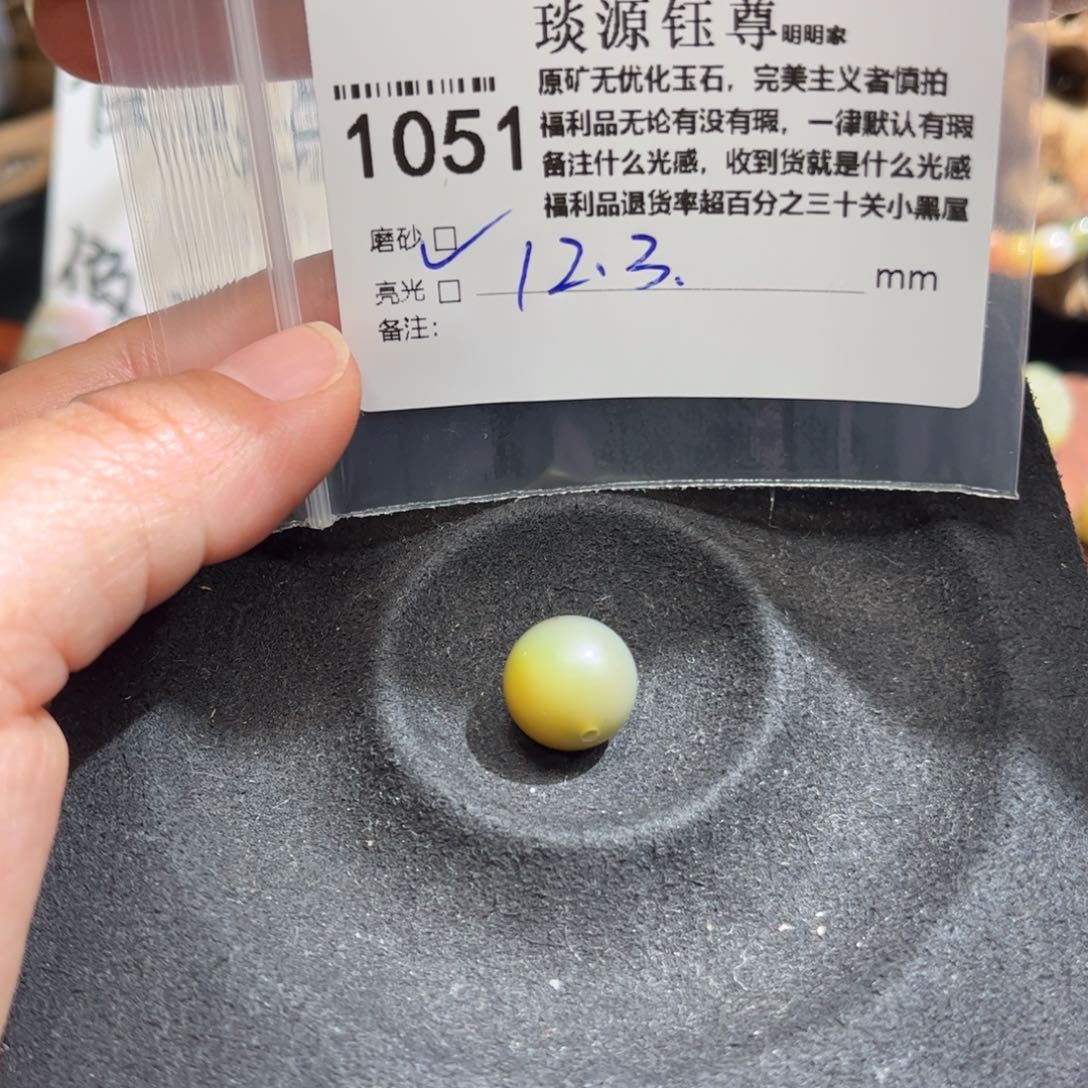 琰源钰尊明明家
原矿无优化玉石，完美主义者慎拍
1051
福利品无论有没有瑕，一律默认有瑕
备注什么光感，收到货就是什么光感
福利品退货率超百分之三十关小黑屋
磨砂□✓
12.3.
亮光□ mm
备注：